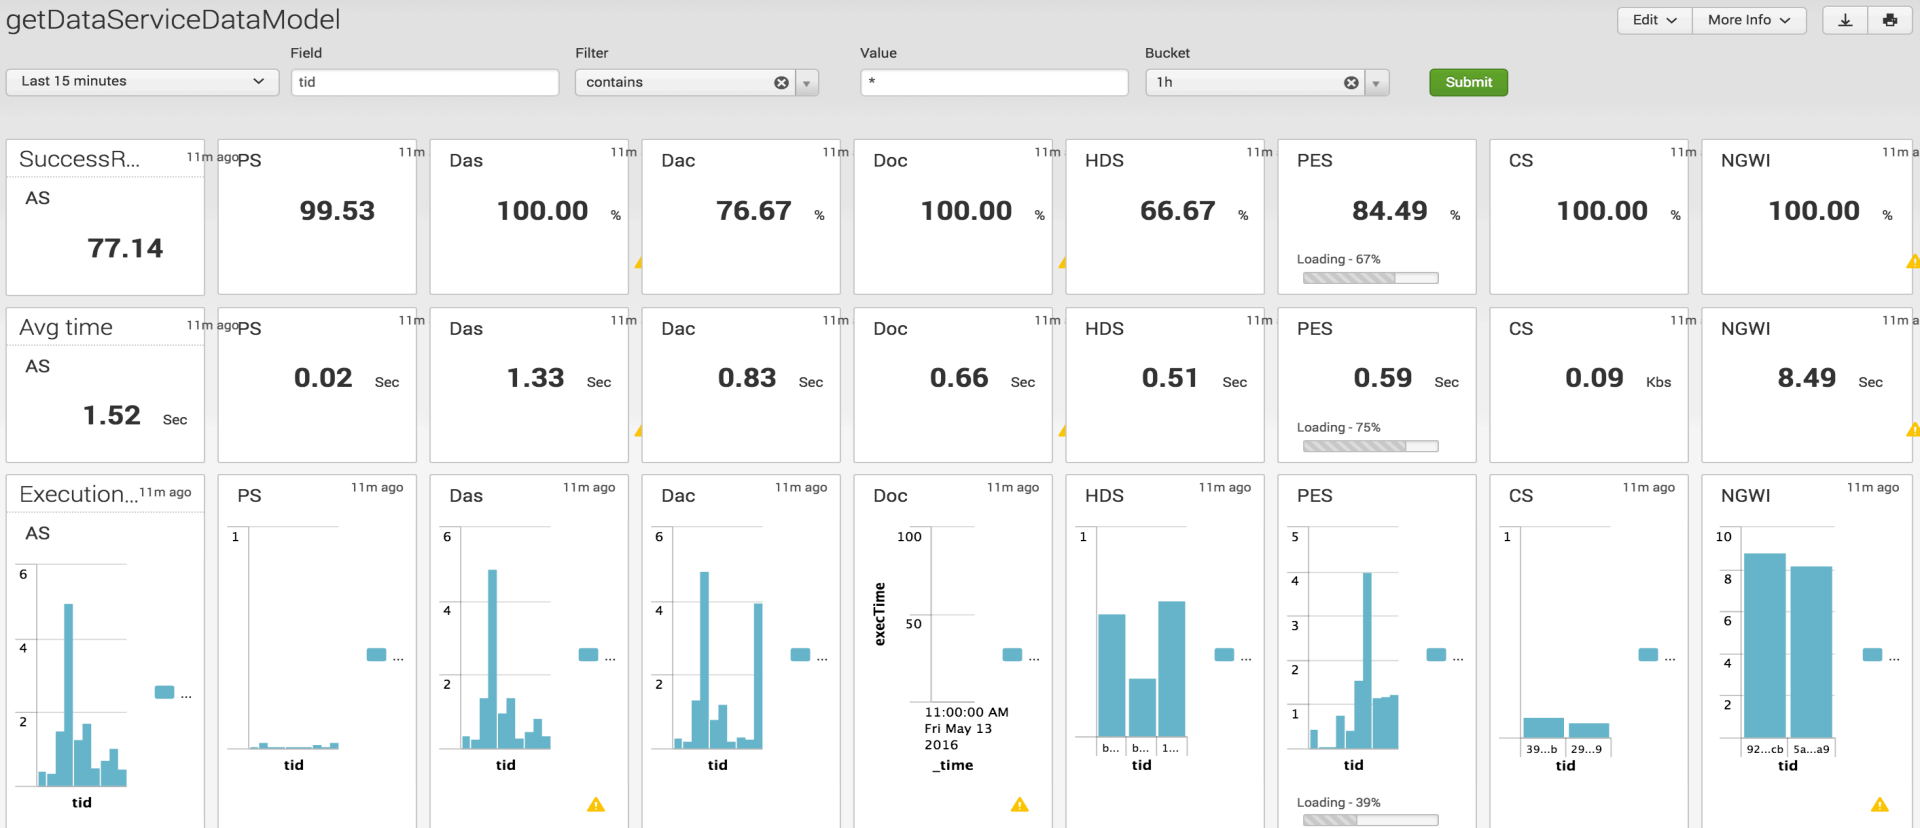 getDataServiceDataModel
Edit
More Info
Field
Filter
Value
Bucket
Last 15 minutes
tid
contains
*
1h
Submit
SuccessR...
11m ago
AS
77.14
PS
11m
99.53
Das
11m
100.00 %
Dac
11m
76.67 %
Doc
11m
100.00 %
HDS
11m
66.67 %
PES
84.49 %
Loading - 67%
CS
11m
100.00 %
NGWI
11m a
100.00 %
Avg time
11m ago
AS
1.52 Sec
PS
11m
0.02 Sec
Das
11m
1.33 Sec
Dac
11m
0.83 Sec
Doc
11m
0.66 Sec
HDS
11m
0.51 Sec
PES
0.59 Sec
Loading - 75%
CS
11m
0.09 Kbs
NGWI
11m a
8.49 Sec
Execution...
11m ago
AS
6
4
2
...
tid
PS
11m ago
1
...
tid
Das
11m ago
6
4
2
...
tid
Dac
11m ago
6
4
2
...
tid
Doc
11m ago
100
50
execTime
...
11:00:00 AM
Fri May 13
2016
_time
HDS
11m ago
1
...
b... b... 1...
tid
PES
5
4
3
2
1
...
tid
Loading - 39%
CS
11m ago
1
...
39...b 29...9
tid
NGWI
11m ago
10
8
6
4
2
...
92...cb 5a...a9
tid